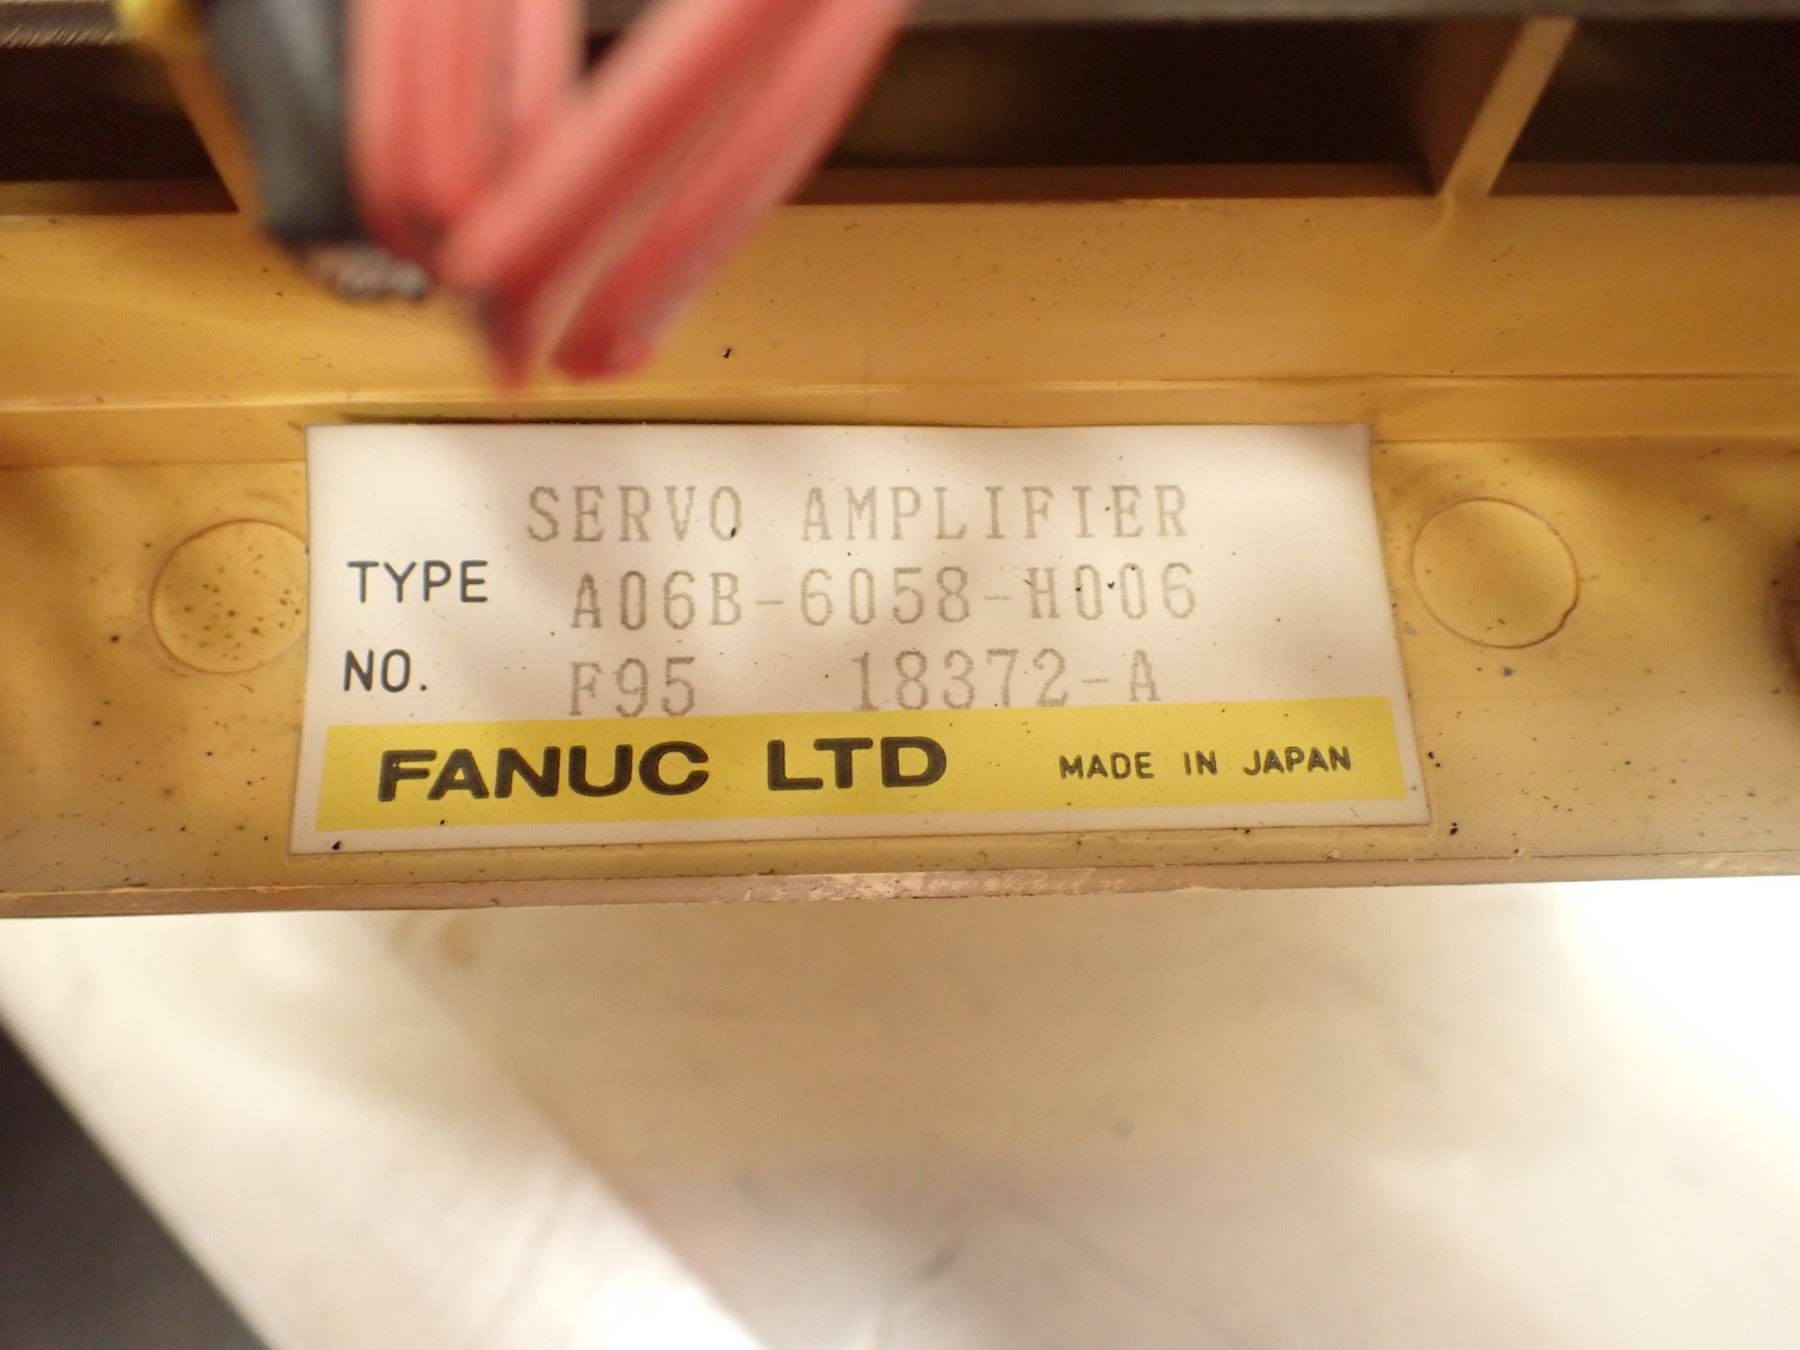 SERVO AMPLIFIER
TYPE A06B-6058-H006
NO. F95 18372-A
FANUC LTD MADE IN JAPAN